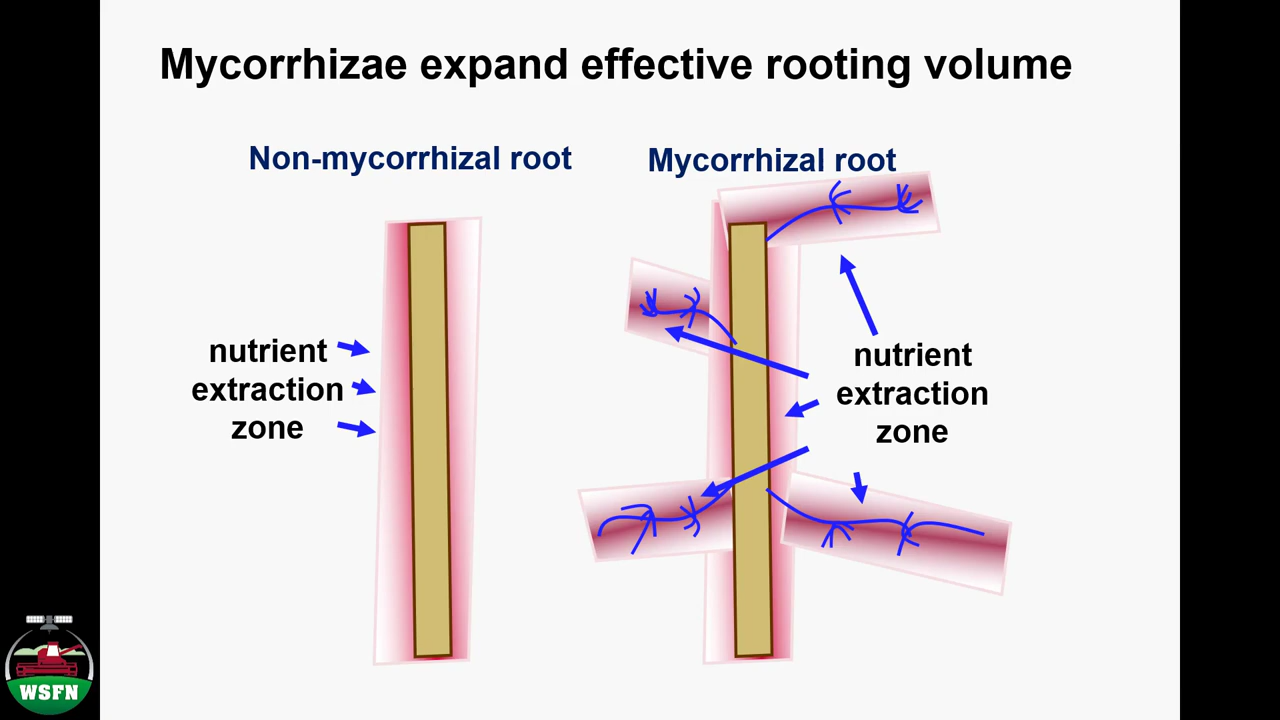 Mycorrhizae expand effective rooting volume
Non-mycorrhizal root
Mycorrhizal root
nutrient
extraction
zone
nutrient
extraction
zone
WSFN